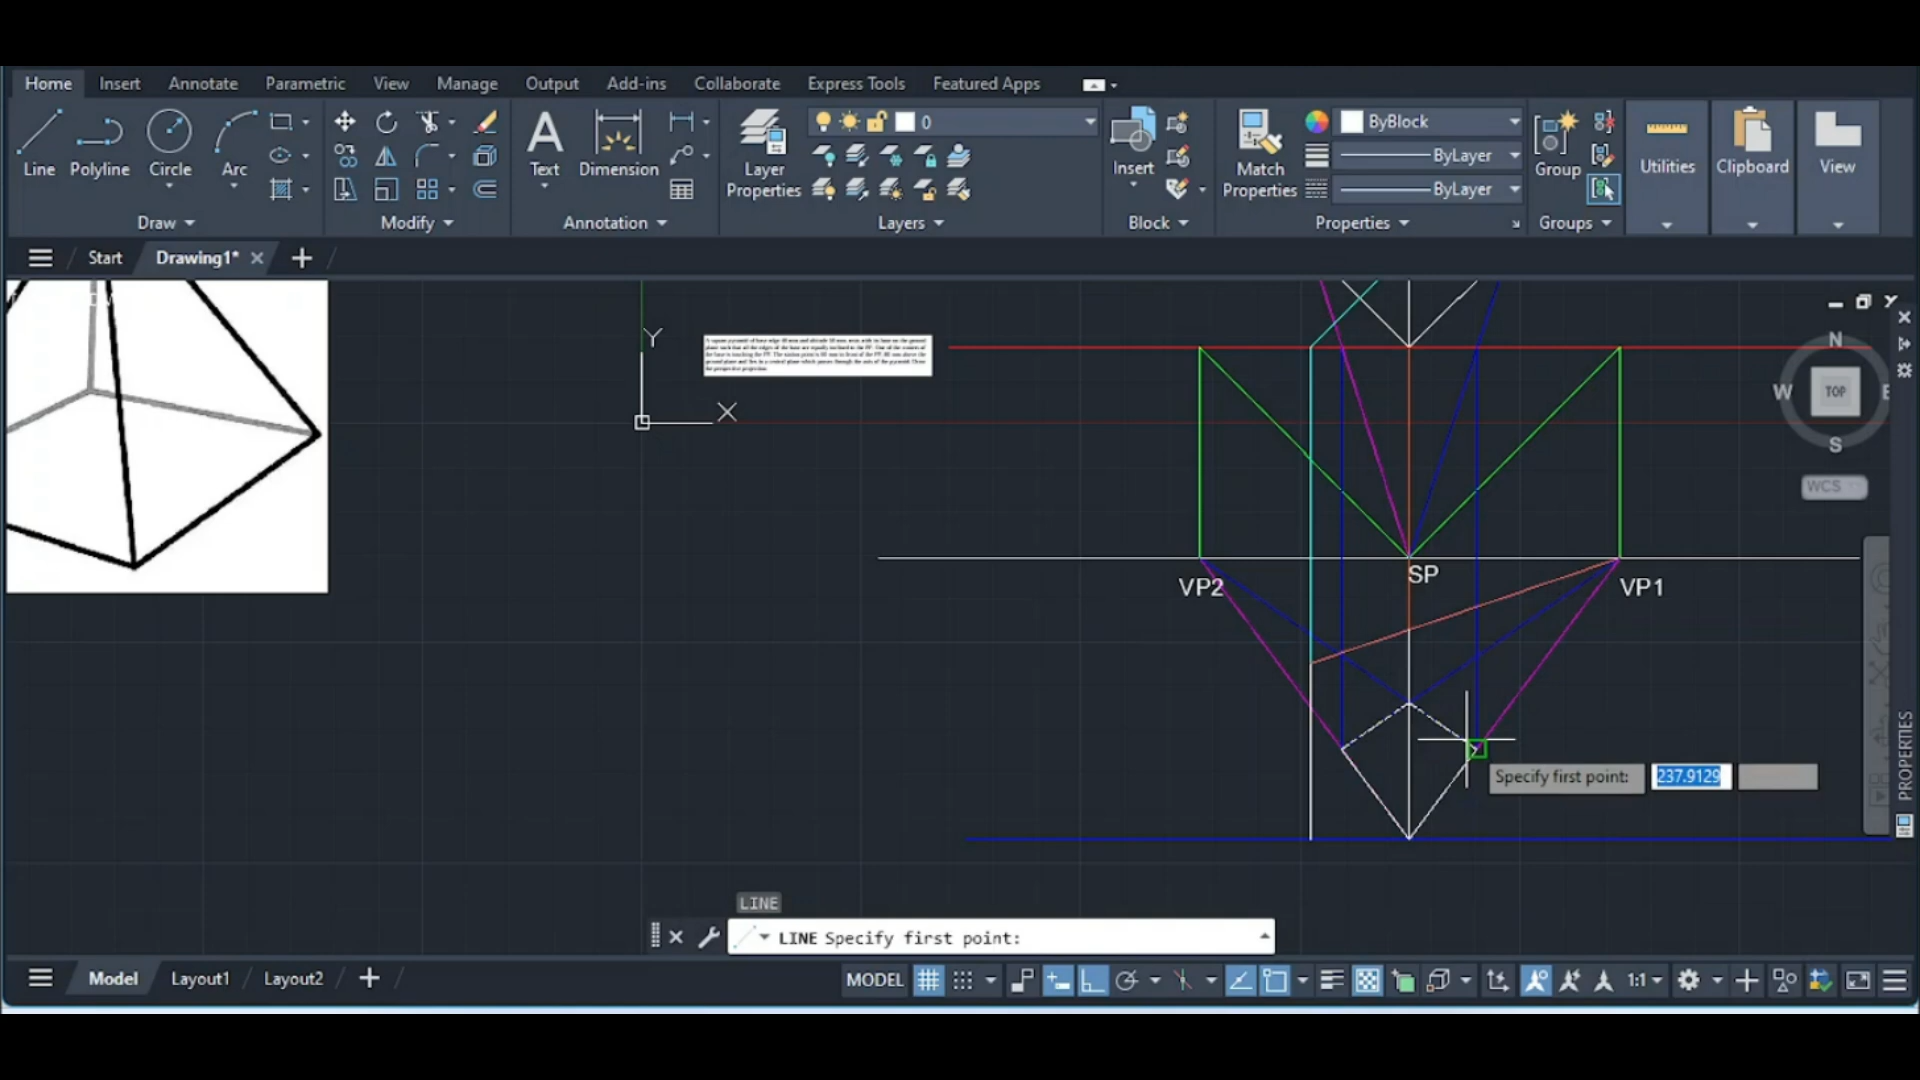 Home Insert Annotate Parametric View Manage Output Add-ins Collaborate Express Tools Featured Apps
0
ByBlock
ByLayer
ByLayer
Line Polyline Circle Arc
Text Dimension
Layer Properties
Insert
Match Properties
Group
Utilities
Clipboard
View
Draw Modify Annotation Layers Block Properties Groups
Start Drawing1*
Y
X
N
W TOP E
S
WCS
SP
VP2 VP1
Specify first point: 237.9129
PROPERTIES
LINE
LINE Specify first point:
Model Layout1 Layout2
MODEL 1:1